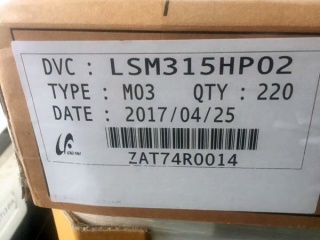 DVC : LSM315HP02
TYPE : M03 QTY : 220
DATE : 2017/04/25
ZAT74R0014